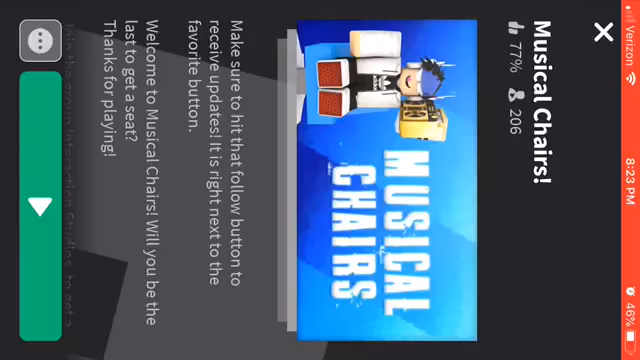 Verizon 8:23 PM 46%
Musical Chairs!
77% 206
MUSICAL
CHAIRS
Make sure to hit that follow button to
receive updates! It is right next to the
favorite button.
Welcome to Musical Chairs! Will you be the
last to get a seat?
Thanks for playing!